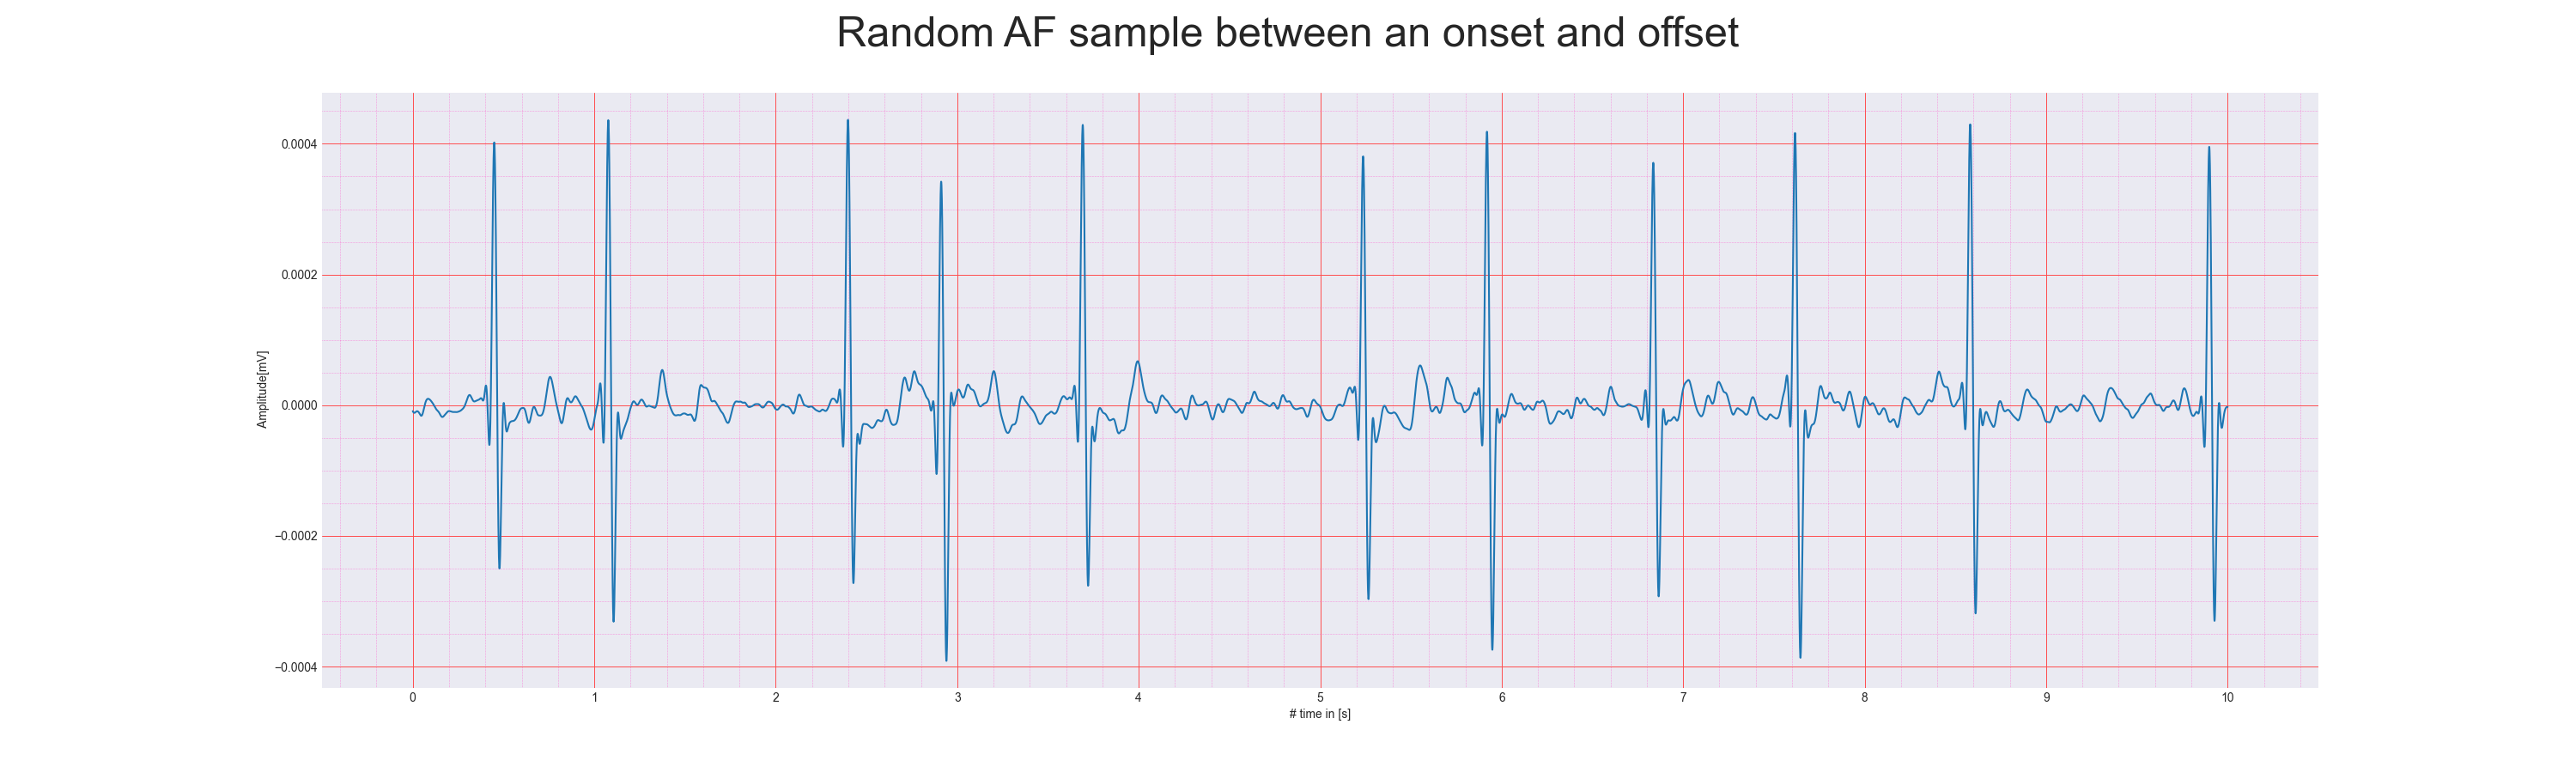 Random AF sample between an onset and offset
0.0004
0.0002
0.0000
−0.0002
−0.0004
Amplitude[mV]
0 1 2 3 4 5 6 7 8 9 10
# time in [s]